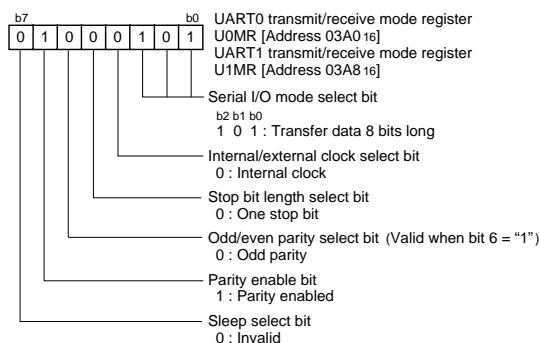 b7 b0 UART0 transmit/receive mode register
0 1 0 0 0 1 0 1 U0MR [Address 03A0 16]
UART1 transmit/receive mode register
U1MR [Address 03A8 16]
Serial I/O mode select bit
b2 b1 b0
1 0 1 : Transfer data 8 bits long
Internal/external clock select bit
0 : Internal clock
Stop bit length select bit
0 : One stop bit
Odd/even parity select bit (Valid when bit 6 = “1”)
0 : Odd parity
Parity enable bit
1 : Parity enabled
Sleep select bit
0 : Invalid